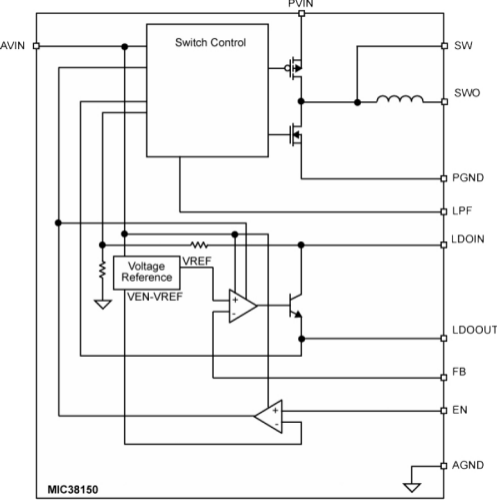 PVIN
AVIN
Switch Control
SW
SWO
PGND
LPF
LDOIN
Voltage
Reference
VREF
VEN-VREF
+
-
LDOOUT
FB
EN
+
-
AGND
MIC38150